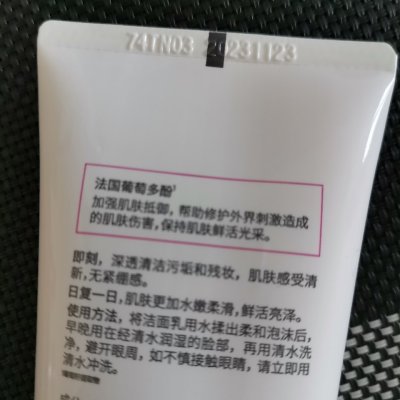 74TN03 20231123
法国葡萄多酚¹
加强肌肤抵御，帮助修护外界刺激造成
的肌肤伤害，保持肌肤鲜活光采。
即刻，深透清洁污垢和残妆，肌肤感受清
新，无紧绷感。
日复一日，肌肤更加水嫩柔滑，鲜活亮泽。
使用方法，将洁面乳用水揉出柔和泡沫后，
早晚用在经清水润湿的脸部，再用清水洗
净，避开眼周，如不慎接触眼睛，请立即用
清水冲洗。